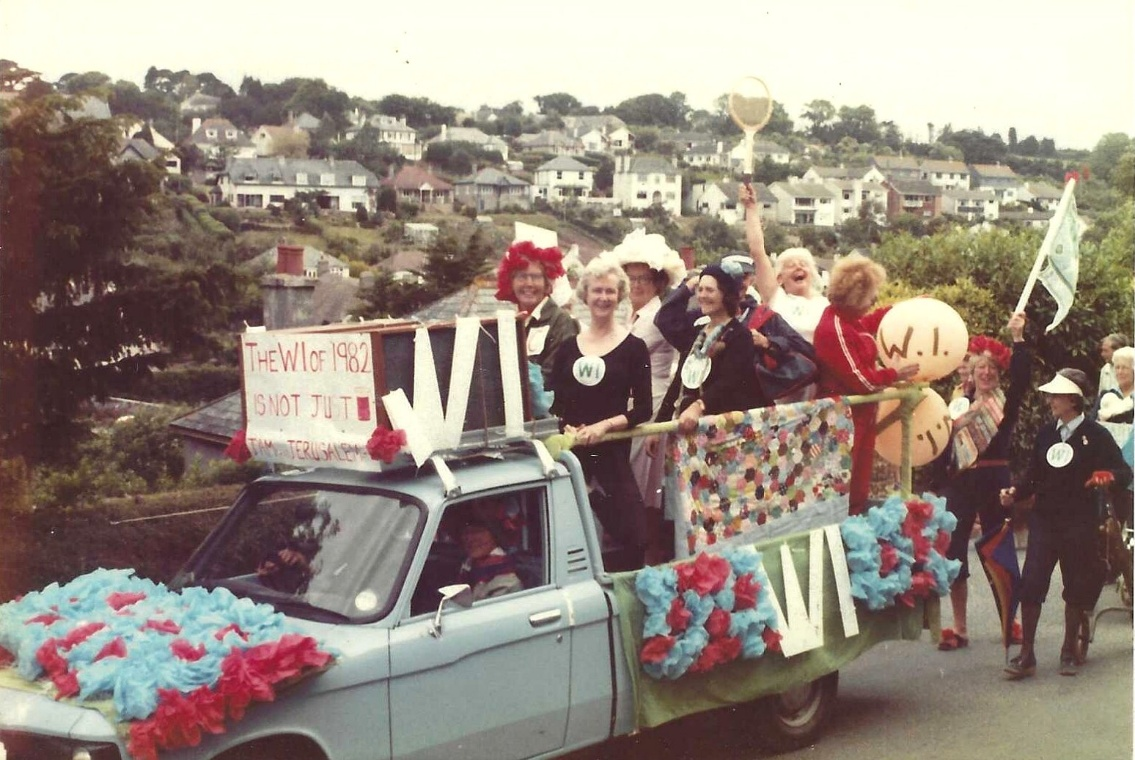 THE WI OF 1982
IS NOT JUST
JAM & JERUSALEM
WI
WI
W
W.I.
W.I.
WI
WI